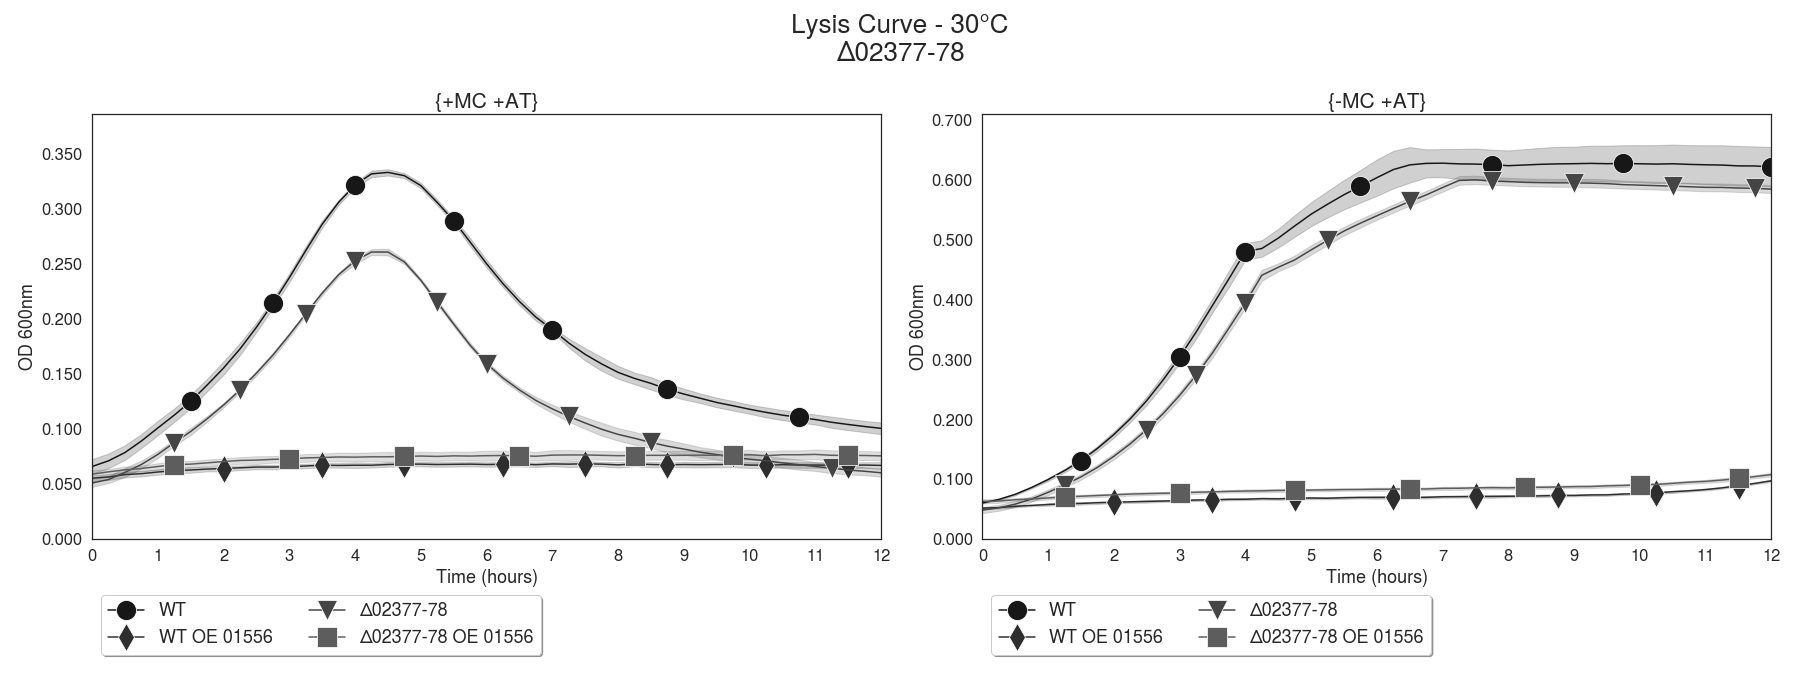 Lysis Curve - 30°C
Δ02377-78
{+MC +AT}
OD 600nm
0.350
0.300
0.250
0.200
0.150
0.100
0.050
0.000
0 1 2 3 4 5 6 7 8 9 10 11 12
Time (hours)
WT
Δ02377-78
WT OE 01556
Δ02377-78 OE 01556
{-MC +AT}
OD 600nm
0.700
0.600
0.500
0.400
0.300
0.200
0.100
0.000
0 1 2 3 4 5 6 7 8 9 10 11 12
Time (hours)
WT
Δ02377-78
WT OE 01556
Δ02377-78 OE 01556